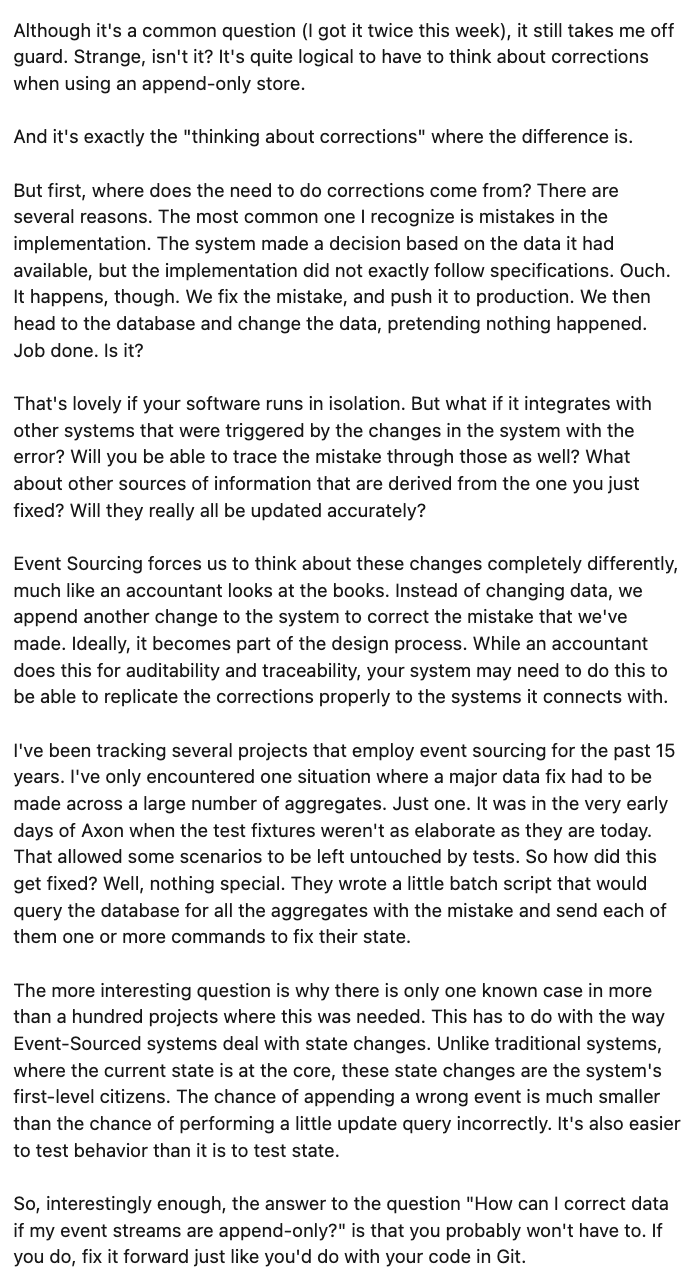 Although it's a common question (I got it twice this week), it still takes me off
guard. Strange, isn't it? It's quite logical to have to think about corrections
when using an append-only store.
And it's exactly the "thinking about corrections" where the difference is.
But first, where does the need to do corrections come from? There are
several reasons. The most common one I recognize is mistakes in the
implementation. The system made a decision based on the data it had
available, but the implementation did not exactly follow specifications. Ouch.
It happens, though. We fix the mistake, and push it to production. We then
head to the database and change the data, pretending nothing happened.
Job done. Is it?
That's lovely if your software runs in isolation. But what if it integrates with
other systems that were triggered by the changes in the system with the
error? Will you be able to trace the mistake through those as well? What
about other sources of information that are derived from the one you just
fixed? Will they really all be updated accurately?
Event Sourcing forces us to think about these changes completely differently,
much like an accountant looks at the books. Instead of changing data, we
append another change to the system to correct the mistake that we've
made. Ideally, it becomes part of the design process. While an accountant
does this for auditability and traceability, your system may need to do this to
be able to replicate the corrections properly to the systems it connects with.
I've been tracking several projects that employ event sourcing for the past 15
years. I've only encountered one situation where a major data fix had to be
made across a large number of aggregates. Just one. It was in the very early
days of Axon when the test fixtures weren't as elaborate as they are today.
That allowed some scenarios to be left untouched by tests. So how did this
get fixed? Well, nothing special. They wrote a little batch script that would
query the database for all the aggregates with the mistake and send each of
them one or more commands to fix their state.
The more interesting question is why there is only one known case in more
than a hundred projects where this was needed. This has to do with the way
Event-Sourced systems deal with state changes. Unlike traditional systems,
where the current state is at the core, these state changes are the system's
first-level citizens. The chance of appending a wrong event is much smaller
than the chance of performing a little update query incorrectly. It's also easier
to test behavior than it is to test state.
So, interestingly enough, the answer to the question "How can I correct data
if my event streams are append-only?" is that you probably won't have to. If
you do, fix it forward just like you'd do with your code in Git.